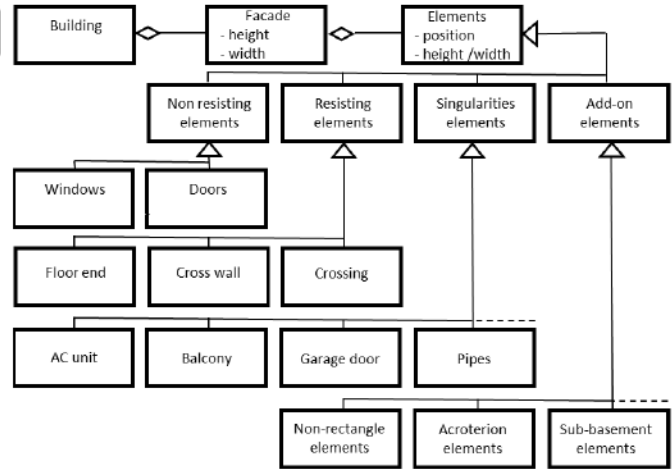 Building
Facade
- height
- width
Elements
- position
- height /width
Non resisting
elements
Resisting
elements
Singularities
elements
Add-on
elements
Windows
Doors
Floor end
Cross wall
Crossing
AC unit
Balcony
Garage door
Pipes
Non-rectangle
elements
Acroterion
elements
Sub-basement
elements